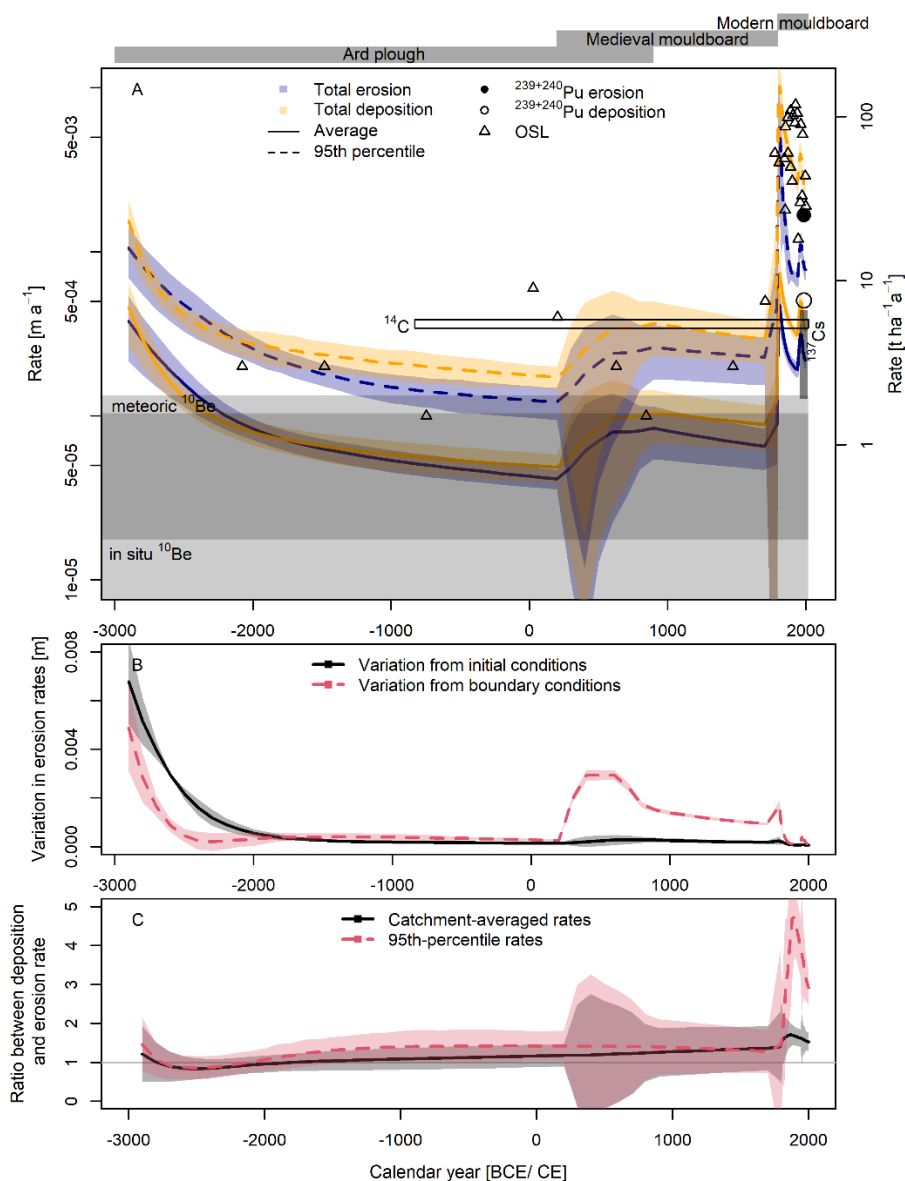 Modern mouldboard
Medieval mouldboard
Ard plough
A
Total erosion
Total deposition
Average
95th percentile
239+240Pu erosion
239+240Pu deposition
OSL
5e-03
5e-04
5e-05
1e-05
Rate [m a−1]
100
10
1
Rate [t ha−1a−1]
14C
137Cs
meteoric 10Be
in situ 10Be
-3000 -2000 -1000 0 1000 2000
B
Variation from initial conditions
Variation from boundary conditions
0.008
0.004
0.000
Variation in erosion rates [m]
-3000 -2000 -1000 0 1000 2000
C
Catchment-averaged rates
95th-percentile rates
5
4
3
2
1
0
Ratio between deposition
and erosion rate
-3000 -2000 -1000 0 1000 2000
Calendar year [BCE/ CE]